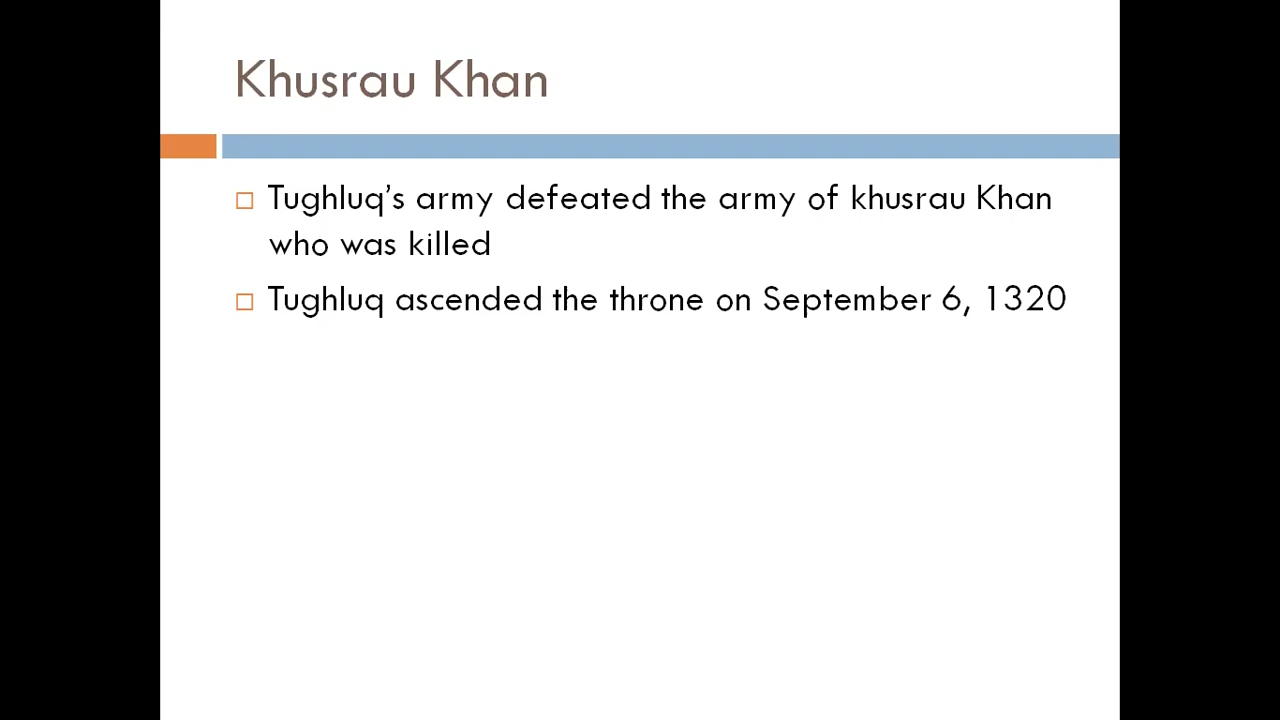 Khusrau Khan
Tughluq's army defeated the army of khusrau Khan
who was killed
Tughluq ascended the throne on September 6, 1320